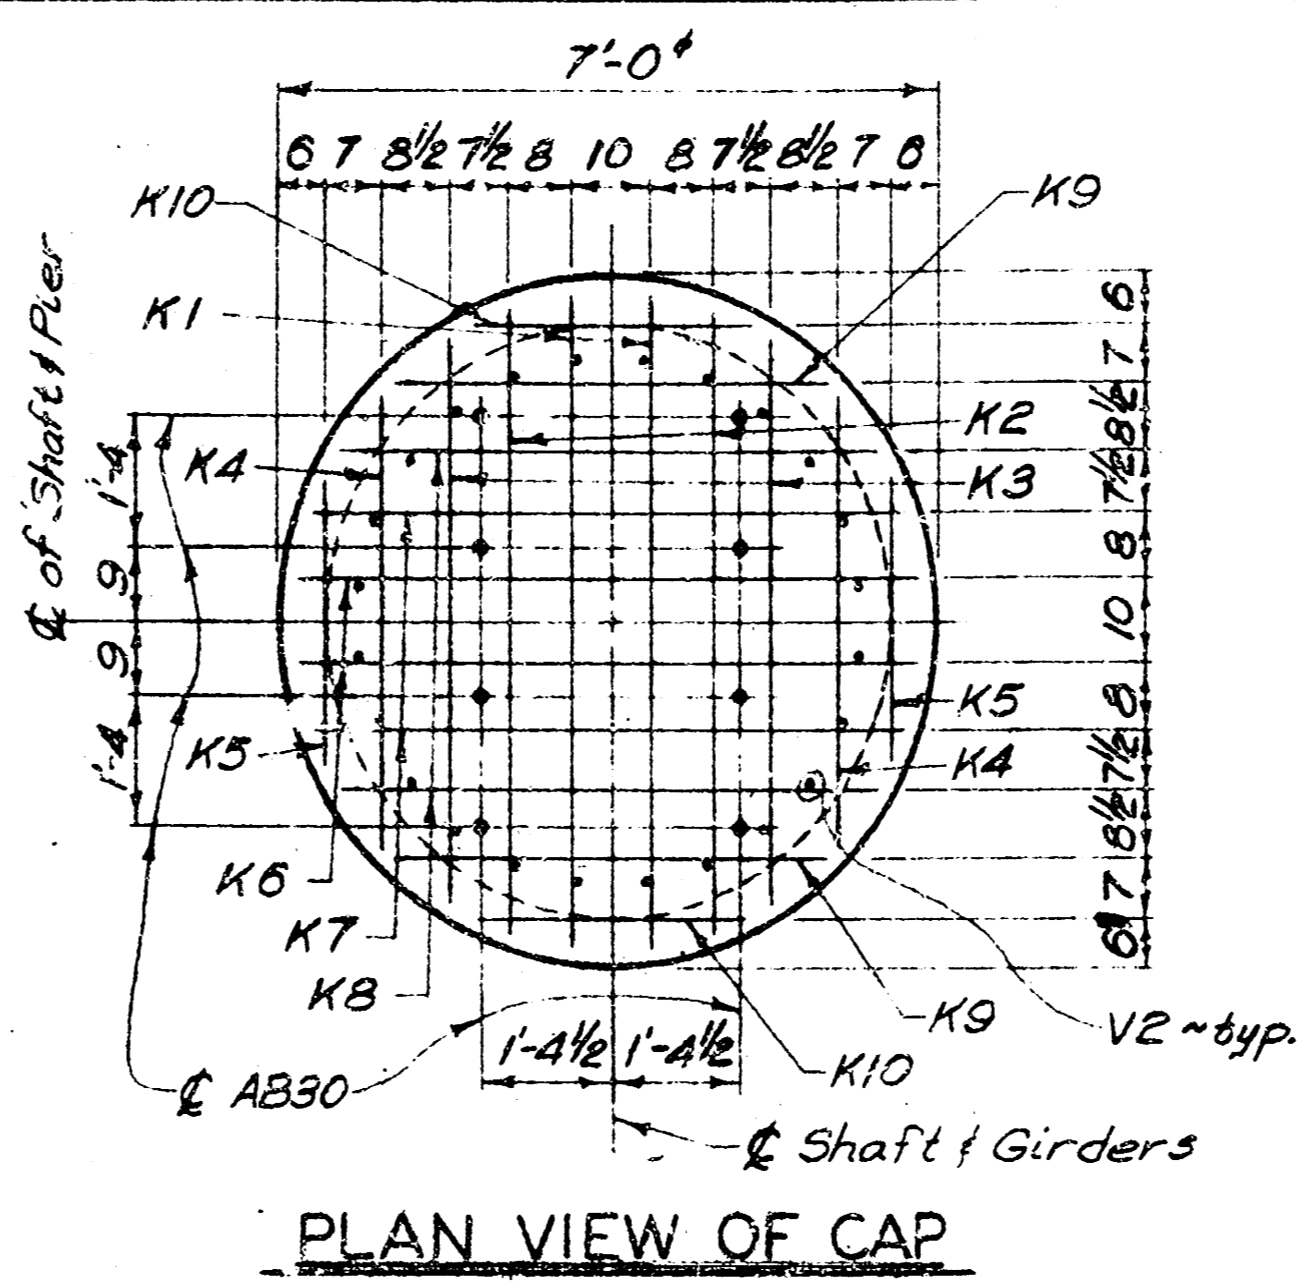 7'-0ᶲ
6 7 8½ 7½ 8 10 8 7½ 8½ 7 6
K10
K9
K1
℄ of Shaft & Pier
6
7
8½
7½
8
10
8
7½
8½
7
6
1'-4
9
9
1'-4
K2
K4
K3
K5
K5
K4
K6
K7
K8
K9
V2 ~ typ.
1'-4½ 1'-4½
K10
℄ AB30
℄ Shaft & Girders
PLAN VIEW OF CAP